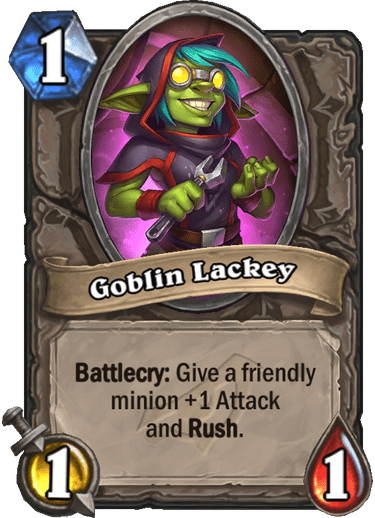 1
Goblin Lackey
Battlecry: Give a friendly
minion +1 Attack
and Rush.
1
1